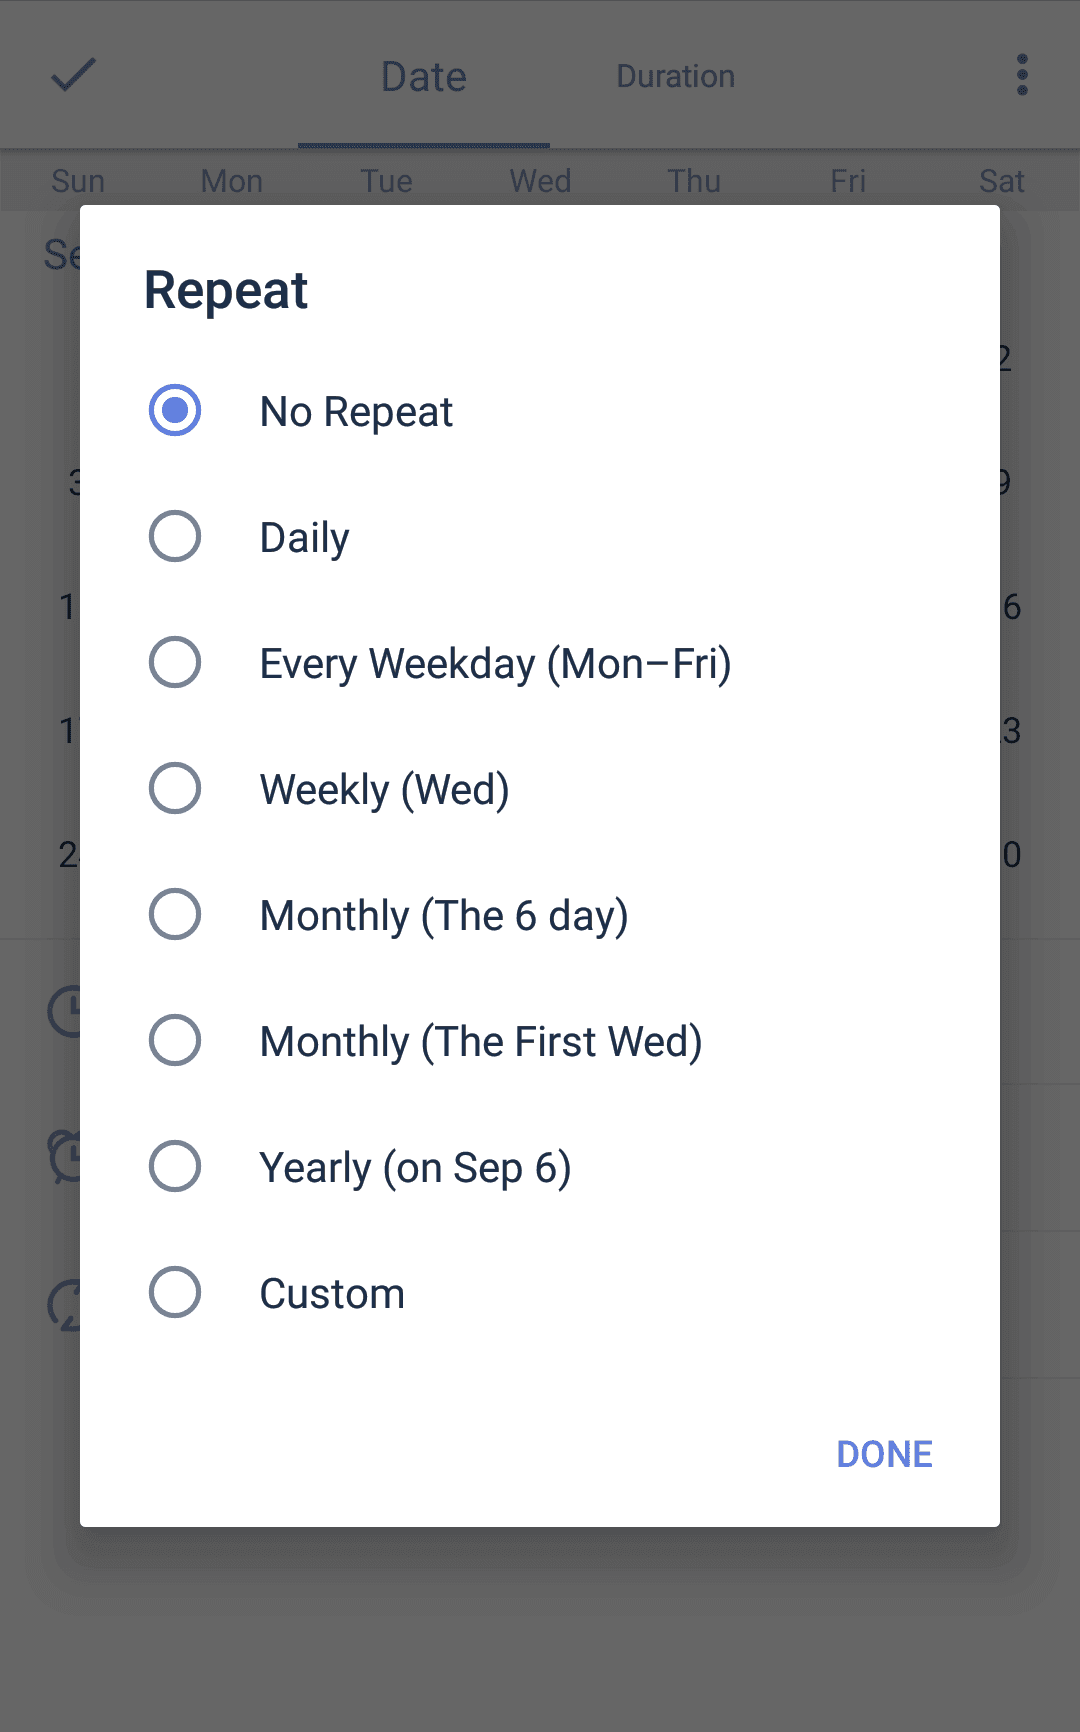 Date Duration
Sun Mon Tue Wed Thu Fri Sat
Repeat
No Repeat
Daily
Every Weekday (Mon–Fri)
Weekly (Wed)
Monthly (The 6 day)
Monthly (The First Wed)
Yearly (on Sep 6)
Custom
DONE